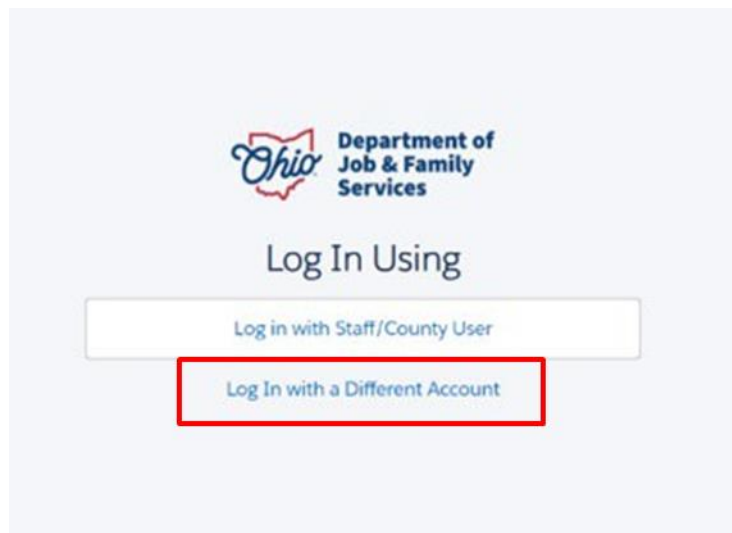 Ohio
Department of
Job & Family
Services
Log In Using
Log in with Staff/County User
Log In with a Different Account